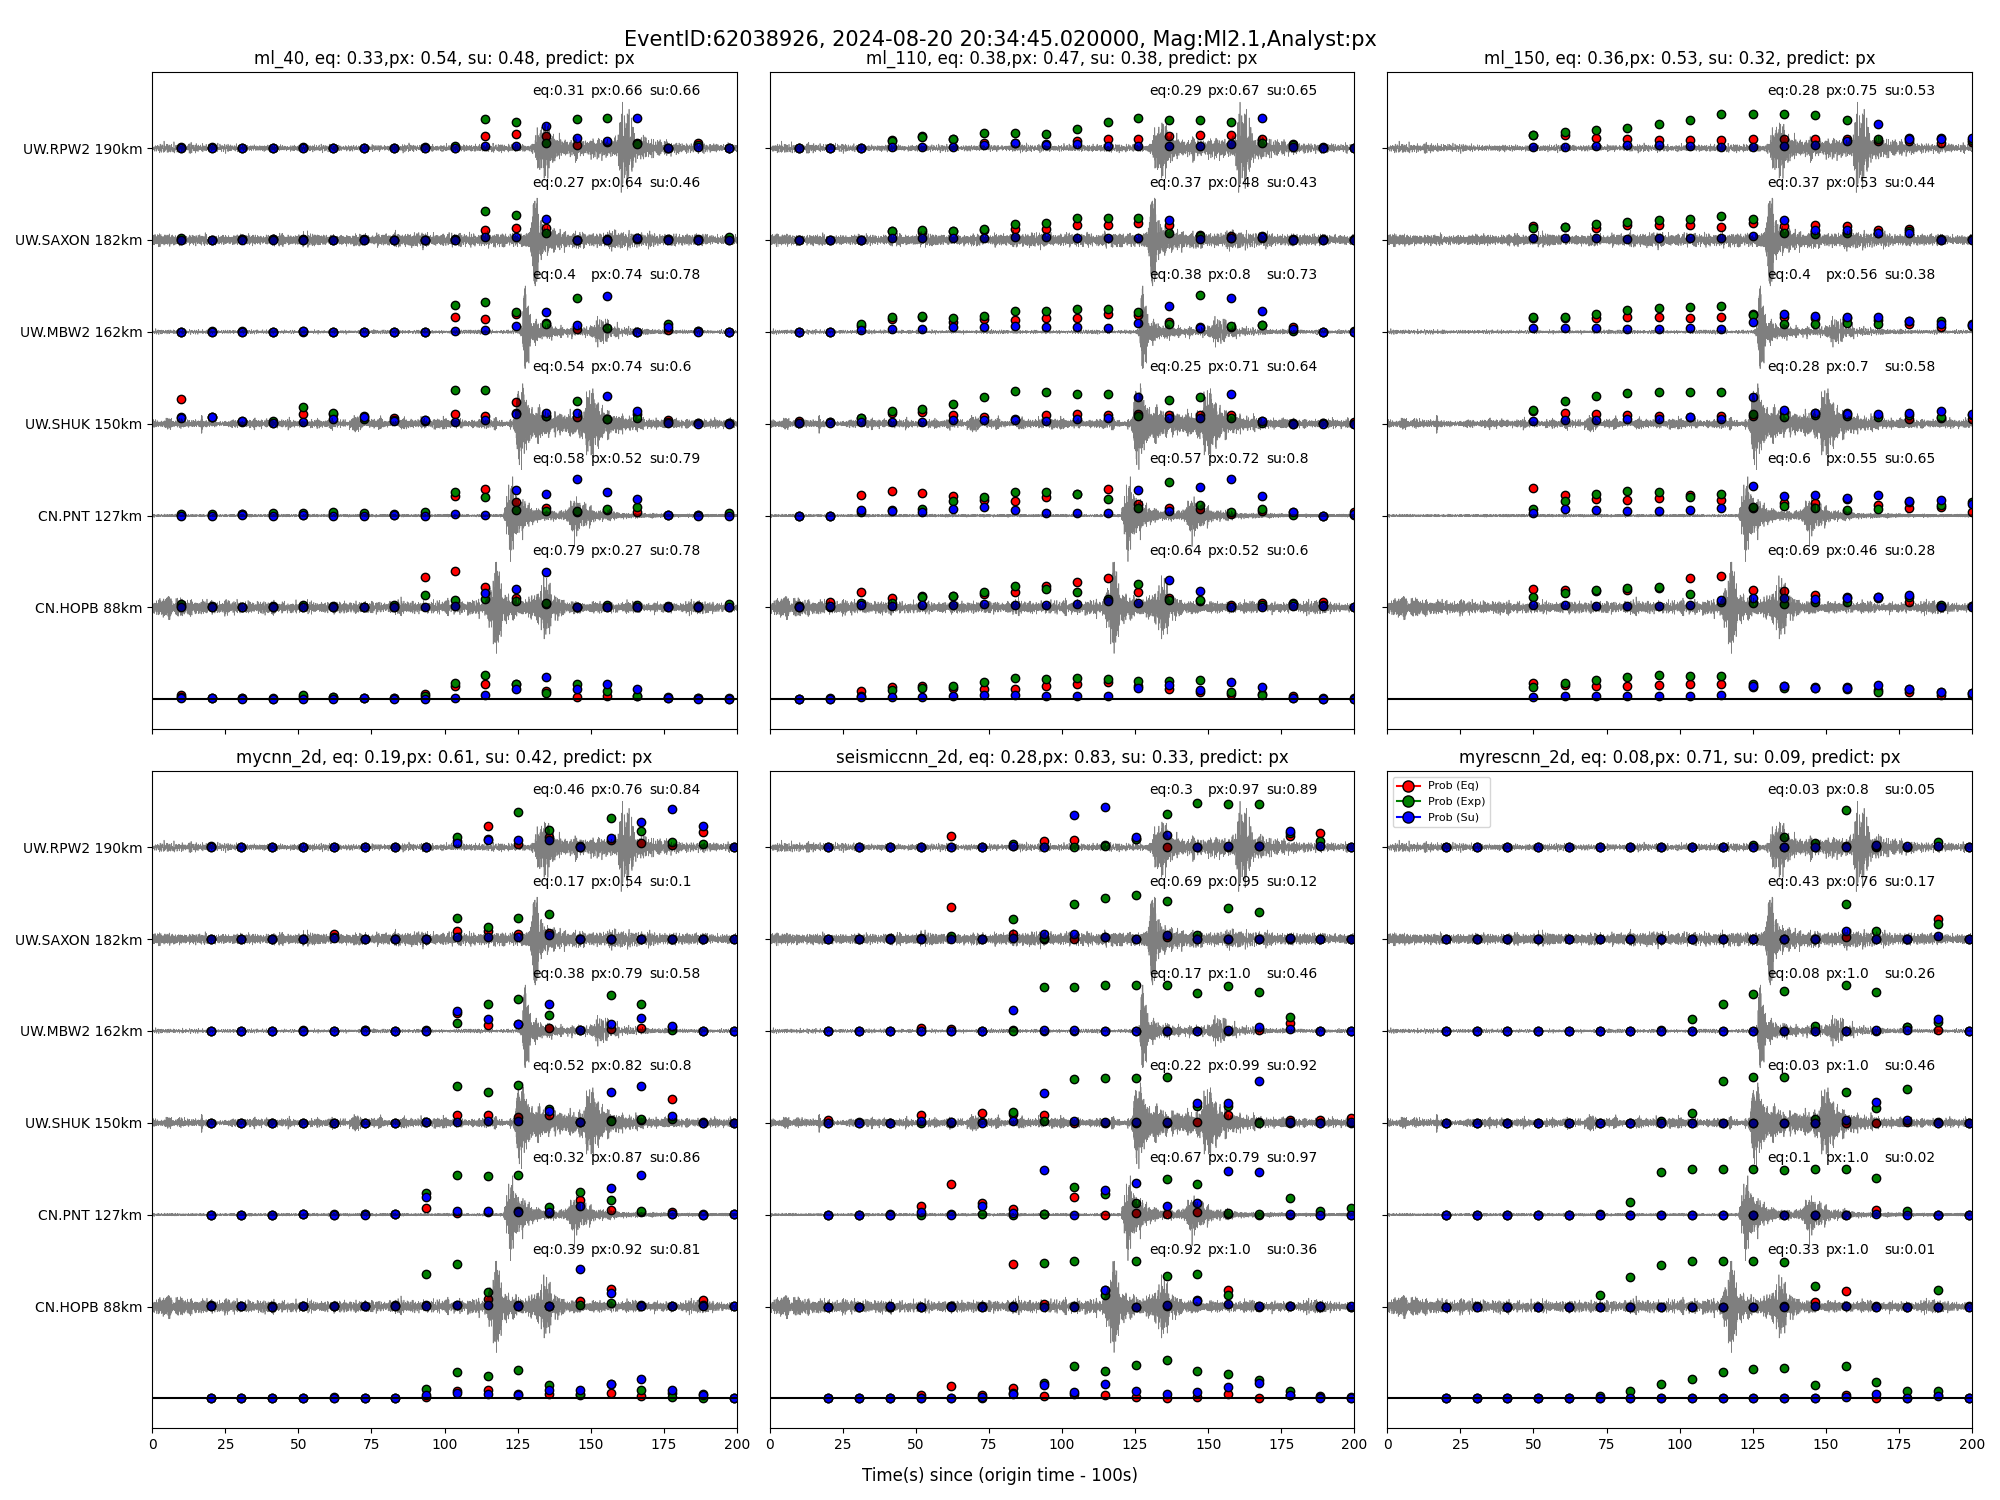 EventID:62038926, 2024-08-20 20:34:45.020000, Mag:Ml2.1,Analyst:px
ml_40, eq: 0.33,px: 0.54, su: 0.48, predict: px
eq:0.31 px:0.66 su:0.66
UW.RPW2 190km
eq:0.27 px:0.64 su:0.46
UW.SAXON 182km
eq:0.4 px:0.74 su:0.78
UW.MBW2 162km
eq:0.54 px:0.74 su:0.6
UW.SHUK 150km
eq:0.58 px:0.52 su:0.79
CN.PNT 127km
eq:0.79 px:0.27 su:0.78
CN.HOPB 88km
ml_110, eq: 0.38,px: 0.47, su: 0.38, predict: px
eq:0.29 px:0.67 su:0.65
eq:0.37 px:0.48 su:0.43
eq:0.38 px:0.8 su:0.73
eq:0.25 px:0.71 su:0.64
eq:0.57 px:0.72 su:0.8
eq:0.64 px:0.52 su:0.6
ml_150, eq: 0.36,px: 0.53, su: 0.32, predict: px
eq:0.28 px:0.75 su:0.53
eq:0.37 px:0.53 su:0.44
eq:0.4 px:0.56 su:0.38
eq:0.28 px:0.7 su:0.58
eq:0.6 px:0.55 su:0.65
eq:0.69 px:0.46 su:0.28
mycnn_2d, eq: 0.19,px: 0.61, su: 0.42, predict: px
eq:0.46 px:0.76 su:0.84
UW.RPW2 190km
eq:0.17 px:0.54 su:0.1
UW.SAXON 182km
eq:0.38 px:0.79 su:0.58
UW.MBW2 162km
eq:0.52 px:0.82 su:0.8
UW.SHUK 150km
eq:0.32 px:0.87 su:0.86
CN.PNT 127km
eq:0.39 px:0.92 su:0.81
CN.HOPB 88km
0 25 50 75 100 125 150 175 200
seismiccnn_2d, eq: 0.28,px: 0.83, su: 0.33, predict: px
eq:0.3 px:0.97 su:0.89
eq:0.69 px:0.95 su:0.12
eq:0.17 px:1.0 su:0.46
eq:0.22 px:0.99 su:0.92
eq:0.67 px:0.79 su:0.97
eq:0.92 px:1.0 su:0.36
0 25 50 75 100 125 150 175 200
myrescnn_2d, eq: 0.08,px: 0.71, su: 0.09, predict: px
Prob (Eq)
Prob (Exp)
Prob (Su)
eq:0.03 px:0.8 su:0.05
eq:0.43 px:0.76 su:0.17
eq:0.08 px:1.0 su:0.26
eq:0.03 px:1.0 su:0.46
eq:0.1 px:1.0 su:0.02
eq:0.33 px:1.0 su:0.01
0 25 50 75 100 125 150 175 200
Time(s) since (origin time - 100s)